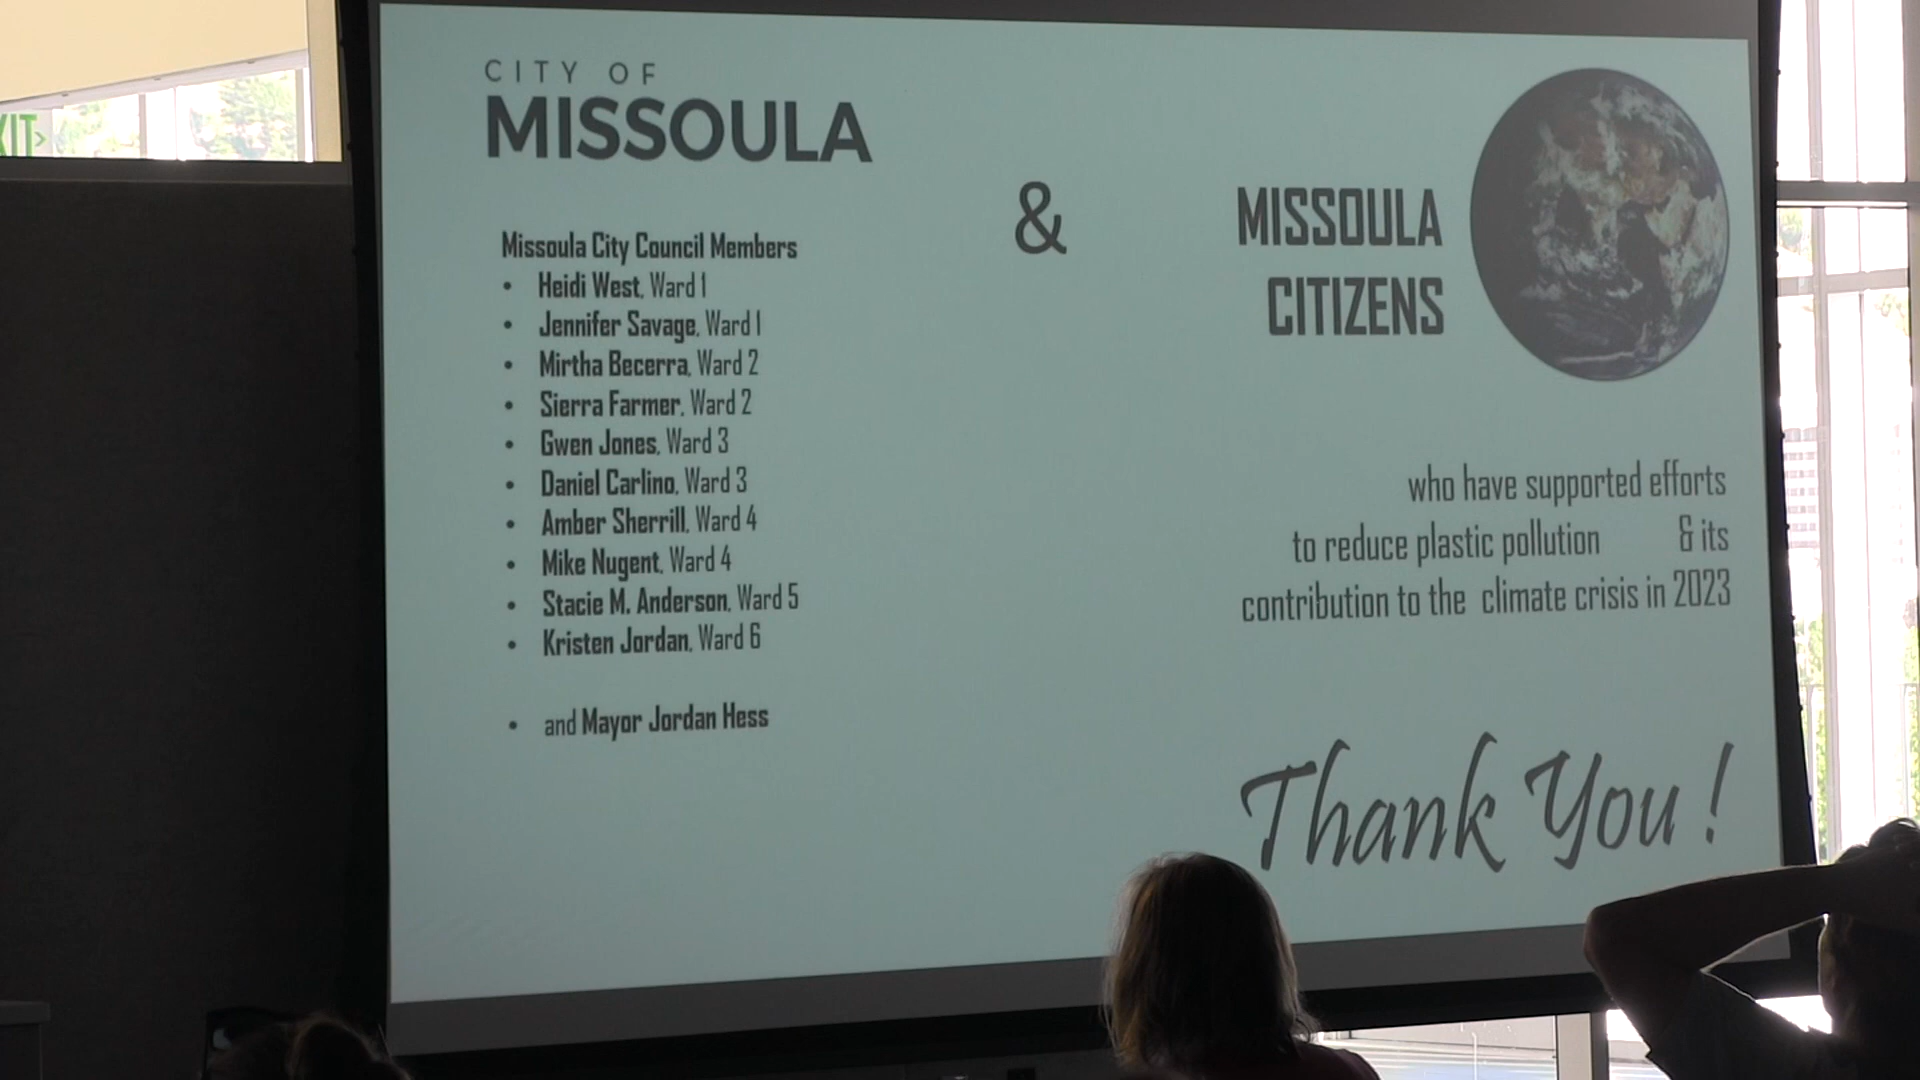 XIT>
CITY OF
MISSOULA
&
MISSOULA
CITIZENS
Missoula City Council Members
• Heidi West, Ward 1
• Jennifer Savage, Ward 1
• Mirtha Becerra, Ward 2
• Sierra Farmer, Ward 2
• Gwen Jones, Ward 3
• Daniel Carlino, Ward 3
• Amber Sherrill, Ward 4
• Mike Nugent, Ward 4
• Stacie M. Anderson, Ward 5
• Kristen Jordan, Ward 6
• and Mayor Jordan Hess
who have supported efforts
to reduce plastic pollution & its
contribution to the climate crisis in 2023
Thank You !